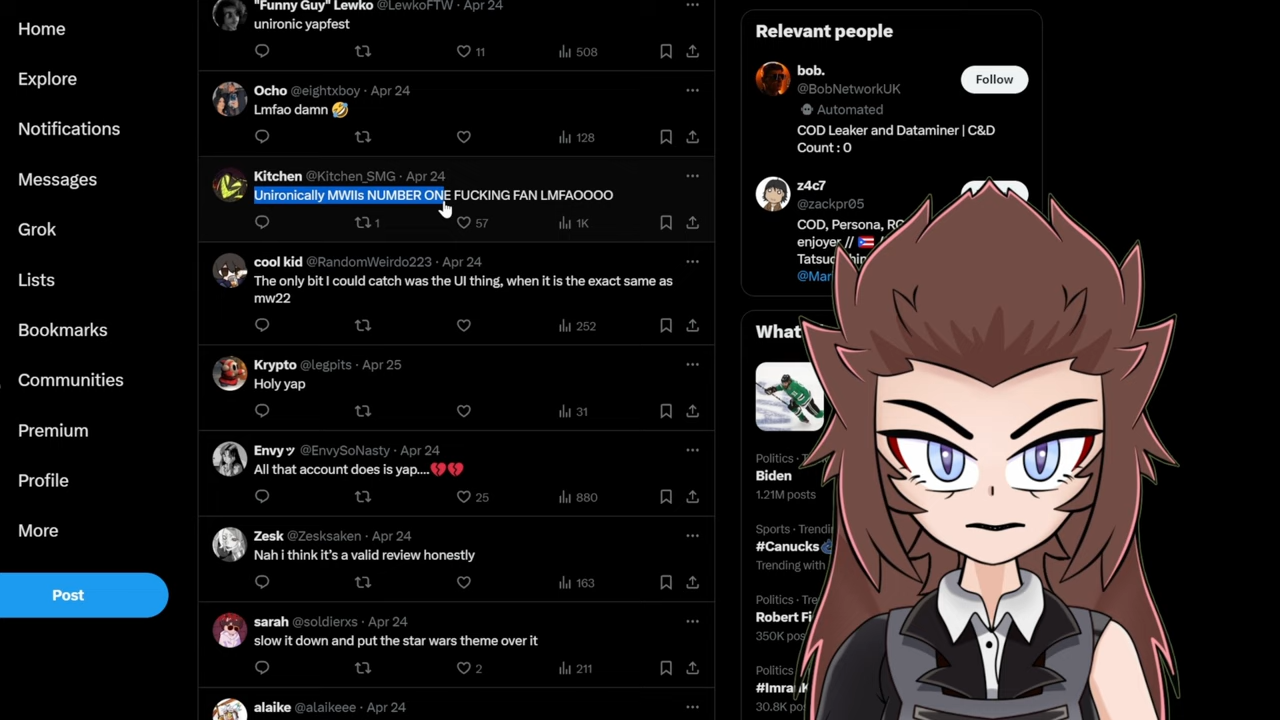 Home
Explore
Notifications
Messages
Grok
Lists
Bookmarks
Communities
Premium
Profile
More
Post
"Funny Guy" Lewko @LewkoFTW · Apr 24
unironic yapfest
11
508
Ocho @eightxboy · Apr 24
Lmfao damn 🤣
128
Kitchen @Kitchen_SMG · Apr 24
Unironically MWIIs NUMBER ONE FUCKING FAN LMFAOOOO
1
57
1K
cool kid @RandomWeirdo223 · Apr 24
The only bit I could catch was the UI thing, when it is the exact same as
mw22
252
Krypto @legpits · Apr 25
Holy yap
31
Envyッ @EnvySoNasty · Apr 24
All that account does is yap....💔💔
25
880
Zesk @Zesksaken · Apr 24
Nah i think it's a valid review honestly
163
sarah @soldierxs · Apr 24
slow it down and put the star wars theme over it
2
211
alaike @alaikeee · Apr 24
Relevant people
bob.
@BobNetworkUK
Follow
Automated
COD Leaker and Dataminer | C&D
Count : 0
z4c7
@zackpr05
COD, Persona,
enjoyer // 🇵🇷
What
Politics ·
Biden
1.21M posts
Sports ·
#Canucks
Trending with
Politics ·
Robert
350K
Politics ·
30.8K